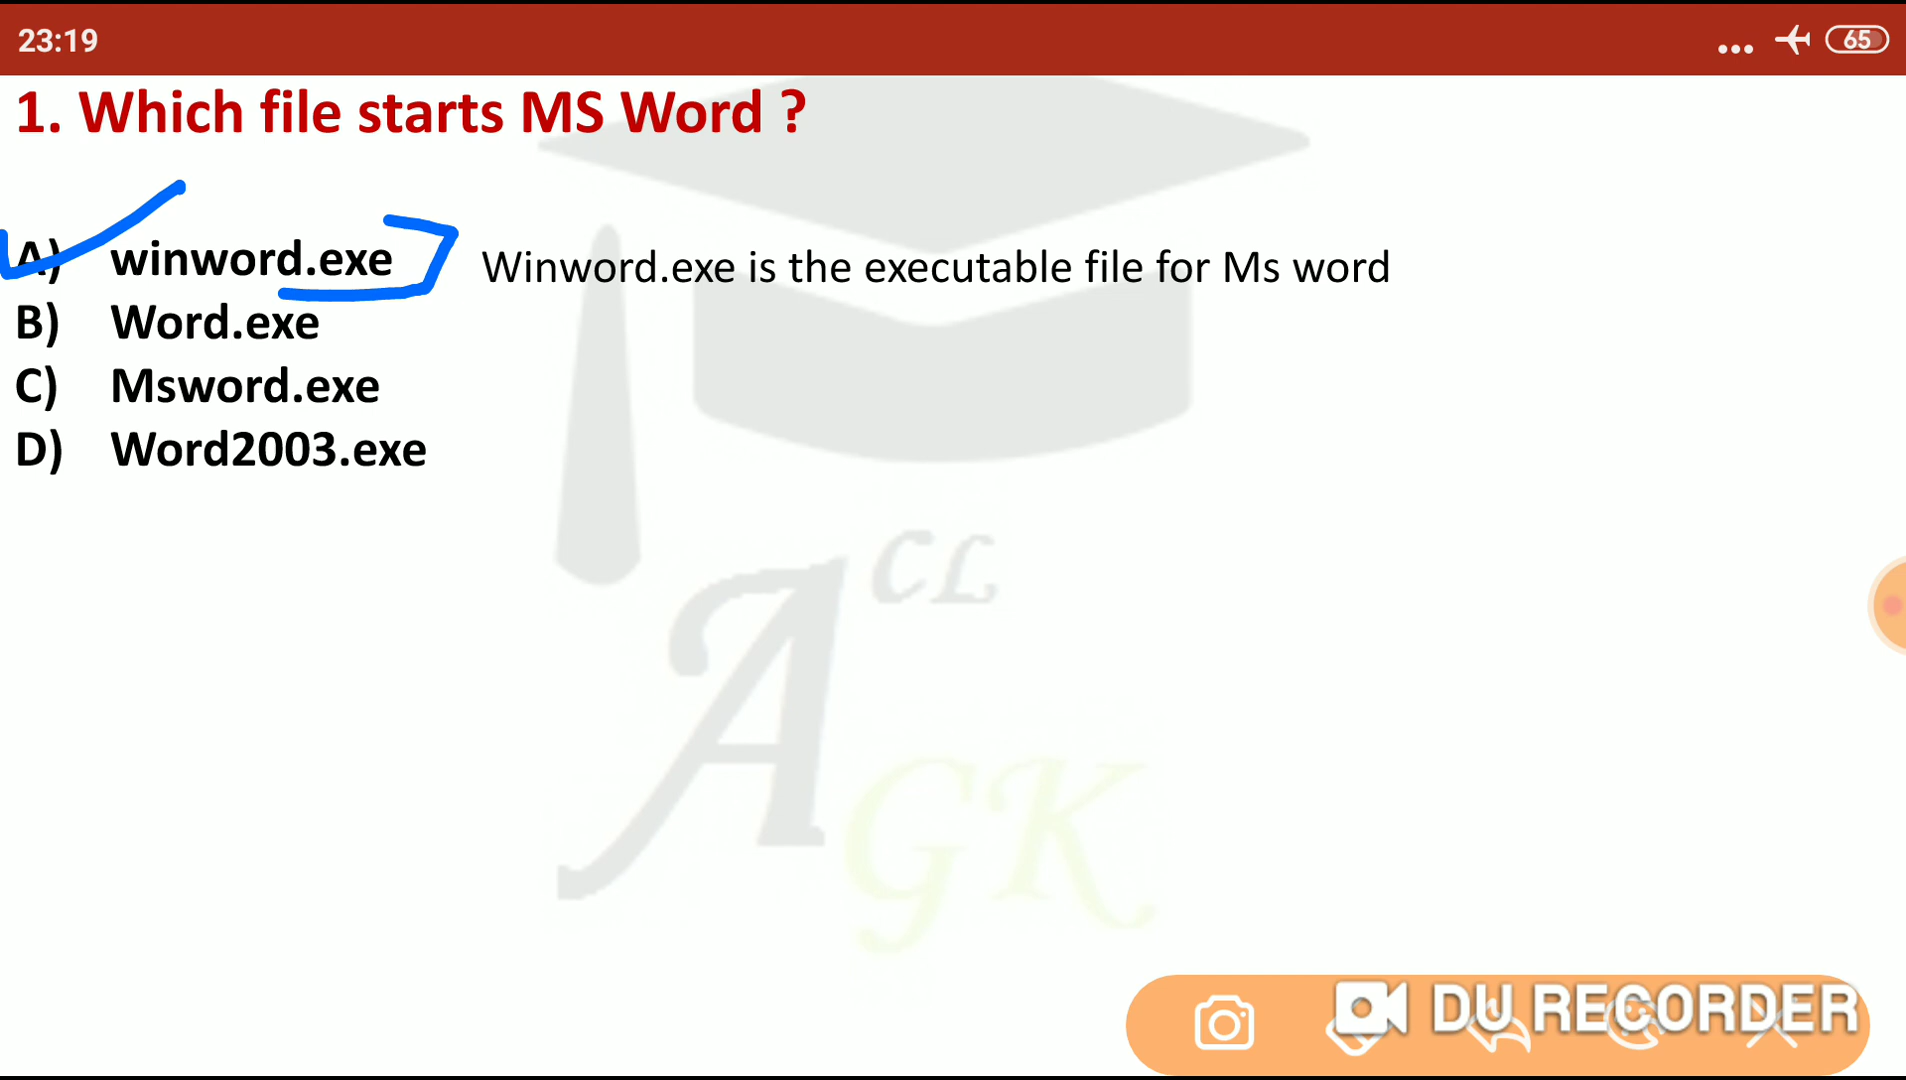 23:19
65
1. Which file starts MS Word ?
A) winword.exe
Winword.exe is the executable file for Ms word
B) Word.exe
C) Msword.exe
D) Word2003.exe
CL
A
GK
DU RECORDER